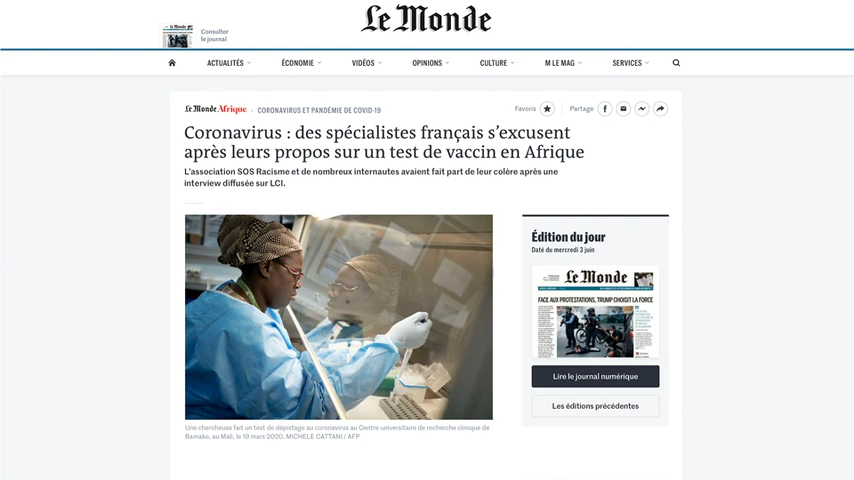 Le Monde
Consulter
le journal
ACTUALITÉS
ÉCONOMIE
VIDÉOS
OPINIONS
CULTURE
M LE MAG
SERVICES
Le Monde Afrique • CORONAVIRUS ET PANDÉMIE DE COVID-19
Favoris
Partage
Coronavirus : des spécialistes français s’excusent
après leurs propos sur un test de vaccin en Afrique
L’association SOS Racisme et de nombreux internautes avaient fait part de leur colère après une
interview diffusée sur LCI.
Édition du jour
Daté du mercredi 3 juin
Le Monde
FACE AUX PROTESTATIONS, TRUMP CHOISIT LA FORCE
Lire le journal numérique
Les éditions précédentes
Une chercheuse fait un test de dépistage au coronavirus au Centre universitaire de recherche clinique de
Bamako, au Mali, le 19 mars 2020. MICHÈLE CATTANI / AFP